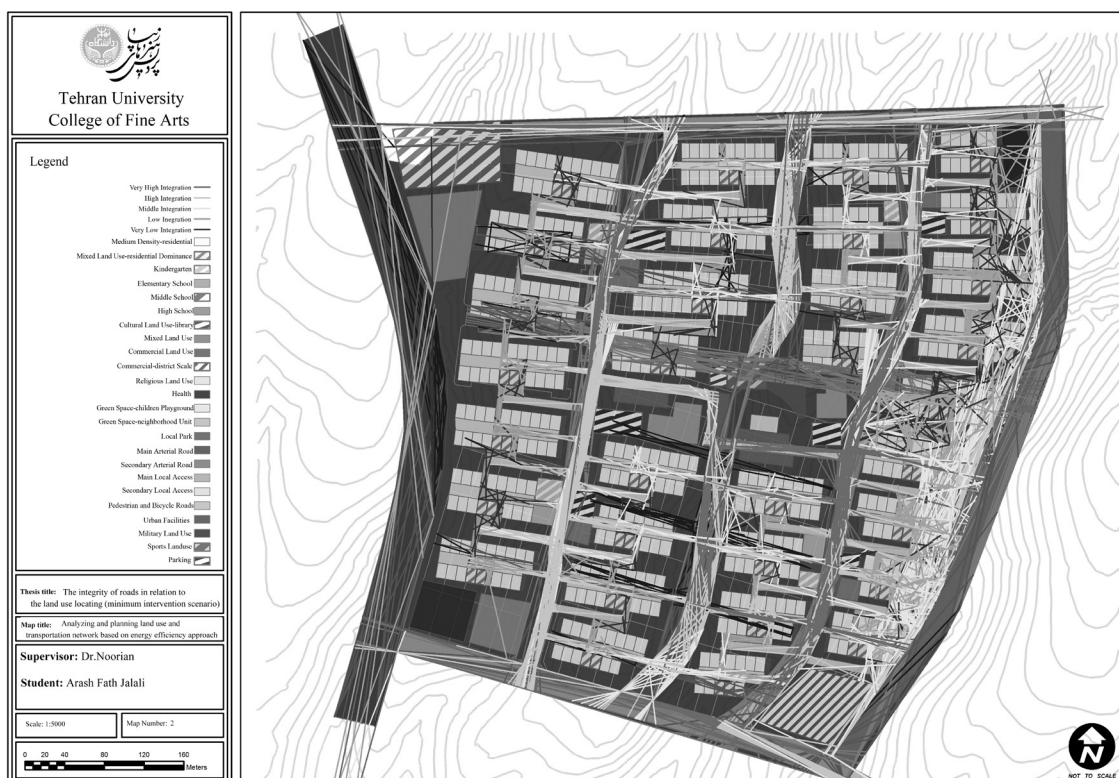 دانشگاه
تهران
پردیس هنرهای زیبا
Tehran University
College of Fine Arts
Legend
Very High Integration
High Integration
Middle Integration
Low Inegration
Very Low Integration
Medium Density-residential
Mixed Land Use-residential Dominance
Kindergarten
Elementary School
Middle School
High School
Cultural Land Use-library
Mixed Land Use
Commercial Land Use
Commercial-district Scale
Religious Land Use
Health
Green Space-children Playground
Green Space-neighborhood Unit
Local Park
Main Arterial Road
Secondary Arterial Road
Main Local Access
Secondary Local Access
Pedestrian and Bicycle Roads
Urban Facilities
Military Land Use
Sports Landuse
Parking
Thesis title: The integrity of roads in relation to
the land use locating (minimum intervention scenario)
Map title: Analyzing and planning land use and
transportation network based on energy efficiency approach
Supervisor: Dr.Noorian
Student: Arash Fath Jalali
Scale: 1:5000
Map Number: 2
0 20 40 80 120 160
Meters
N
NOT TO SCALE